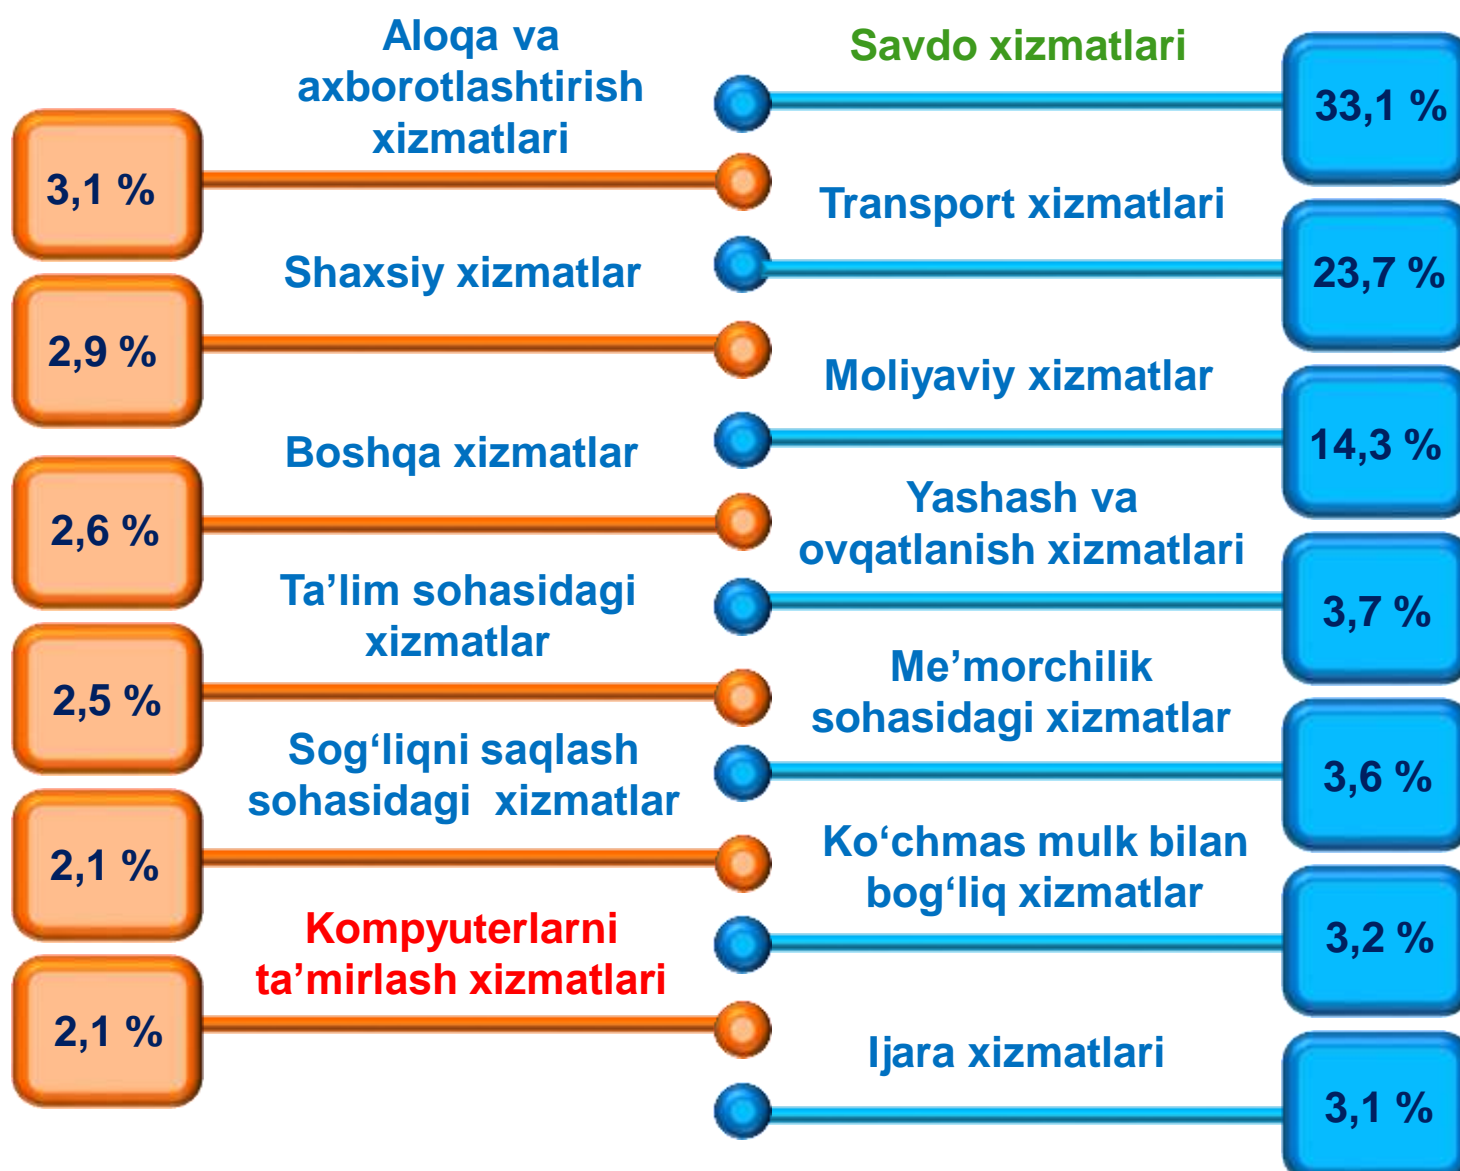 Aloqa va
axborotlashtirish
xizmatlari
3,1 %
Shaxsiy xizmatlar
2,9 %
Boshqa xizmatlar
2,6 %
Ta’lim sohasidagi
xizmatlar
2,5 %
Sog‘liqni saqlash
sohasidagi xizmatlar
2,1 %
Kompyuterlarni
ta’mirlash xizmatlari
2,1 %
Savdo xizmatlari
33,1 %
Transport xizmatlari
23,7 %
Moliyaviy xizmatlar
14,3 %
Yashash va
ovqatlanish xizmatlari
3,7 %
Me’morchilik
sohasidagi xizmatlar
3,6 %
Ko‘chmas mulk bilan
bog‘liq xizmatlar
3,2 %
Ijara xizmatlari
3,1 %